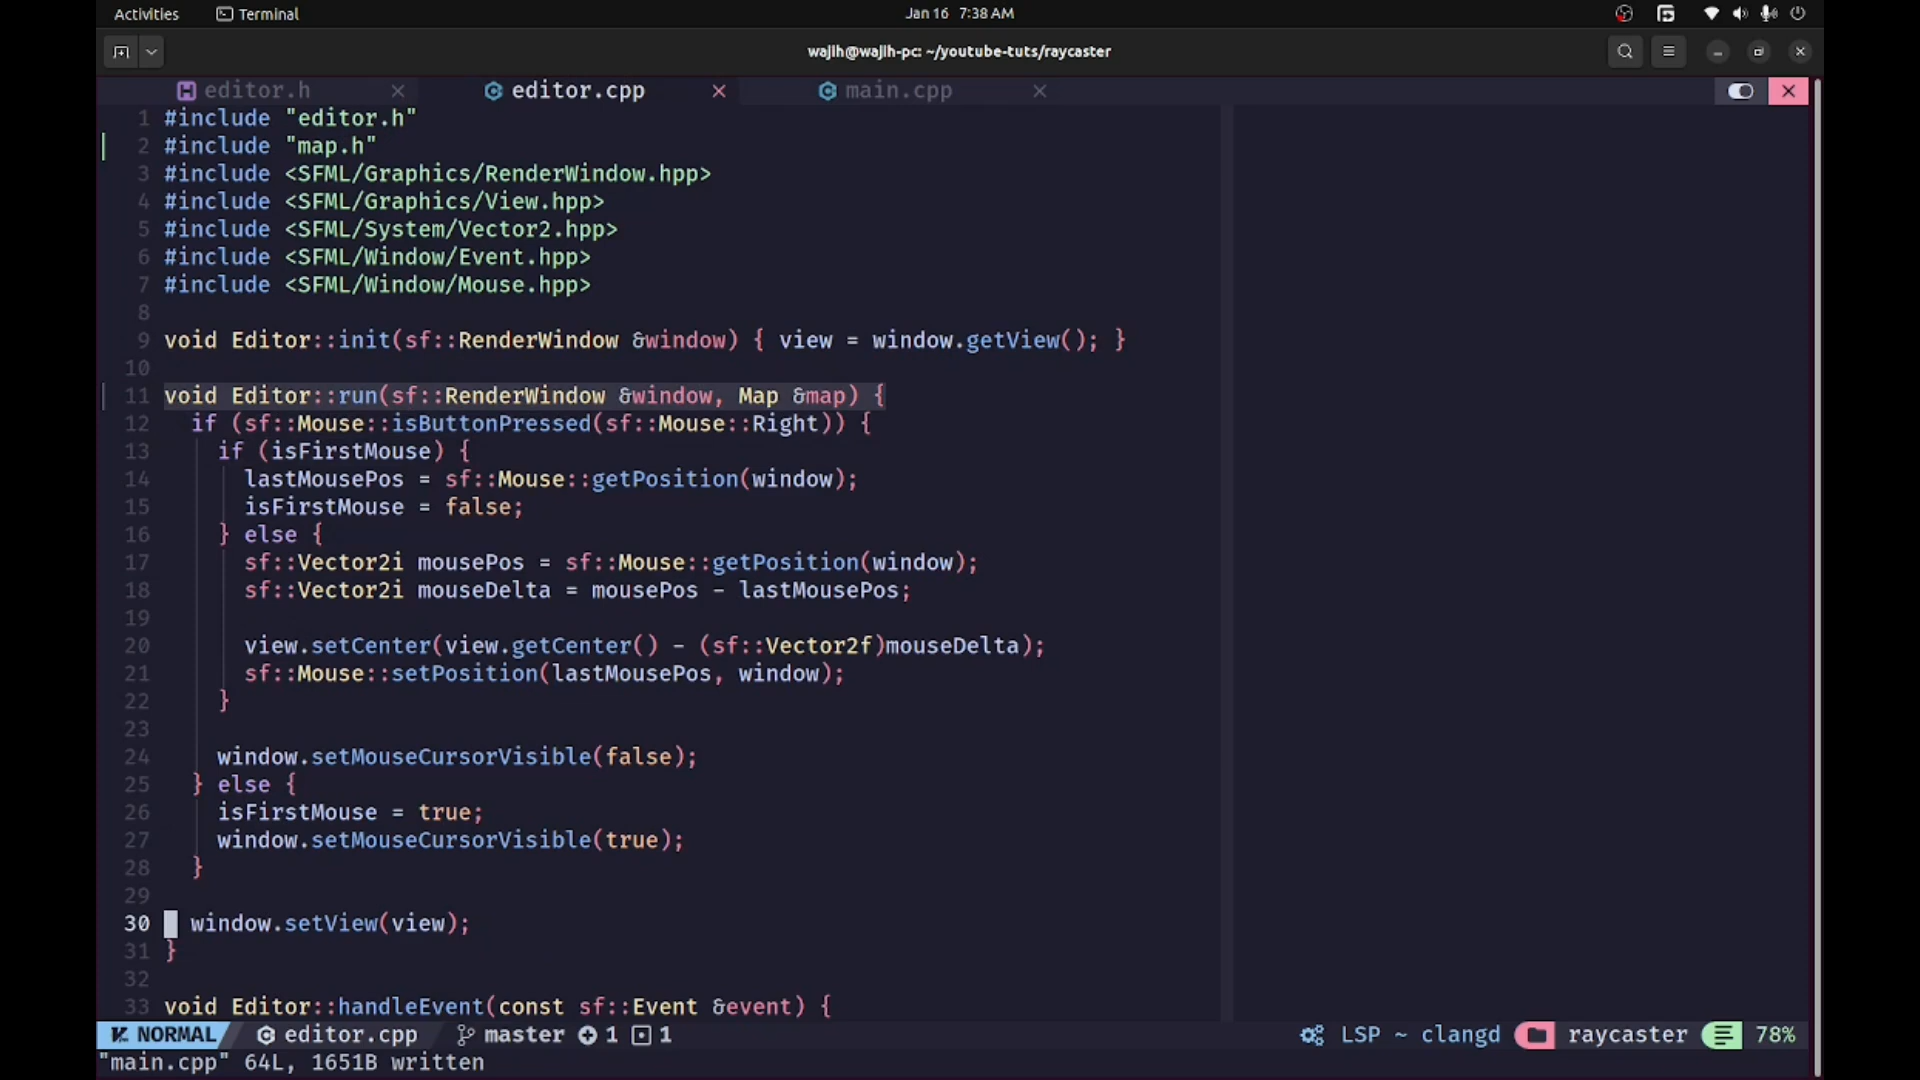 Activities Terminal Jan 16 7:38 AM
wajih@wajih-pc: ~/youtube-tuts/raycaster
editor.h editor.cpp main.cpp
1 #include "editor.h"
2 #include "map.h"
3 #include <SFML/Graphics/RenderWindow.hpp>
4 #include <SFML/Graphics/View.hpp>
5 #include <SFML/System/Vector2.hpp>
6 #include <SFML/Window/Event.hpp>
7 #include <SFML/Window/Mouse.hpp>
8
9 void Editor::init(sf::RenderWindow &window) { view = window.getView(); }
10
11 void Editor::run(sf::RenderWindow &window, Map &map) {
12 if (sf::Mouse::isButtonPressed(sf::Mouse::Right)) {
13 if (isFirstMouse) {
14 lastMousePos = sf::Mouse::getPosition(window);
15 isFirstMouse = false;
16 } else {
17 sf::Vector2i mousePos = sf::Mouse::getPosition(window);
18 sf::Vector2i mouseDelta = mousePos - lastMousePos;
19
20 view.setCenter(view.getCenter() - (sf::Vector2f)mouseDelta);
21 sf::Mouse::setPosition(lastMousePos, window);
22 }
23
24 window.setMouseCursorVisible(false);
25 } else {
26 isFirstMouse = true;
27 window.setMouseCursorVisible(true);
28 }
29
30 window.setView(view);
31 }
32
33 void Editor::handleEvent(const sf::Event &event) {
NORMAL editor.cpp master 1 1 LSP ~ clangd raycaster 78%
"main.cpp" 64L, 1651B written